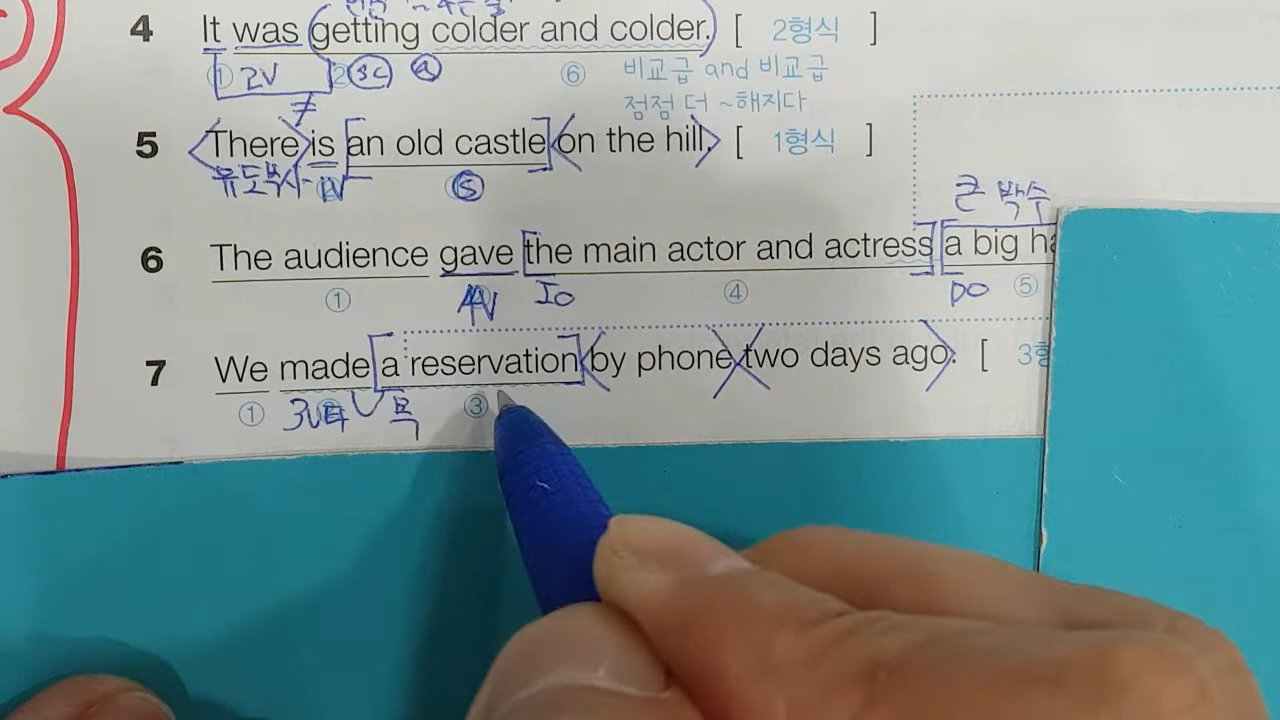 4 It was getting colder and colder. [ 2형식 ]
① 2V ② SC a ⑥ 비교급 and 비교급
점점 더 ~해지다
≠
5 There is an old castle on the hill. [ 1형식 ]
유도부사 1V S
큰 박수
6 The audience gave the main actor and actress a big ha
① 4V IO ④ DO ⑤
7 We made a reservation by phone two days ago. [ 3형
① 3V 타 목 ③